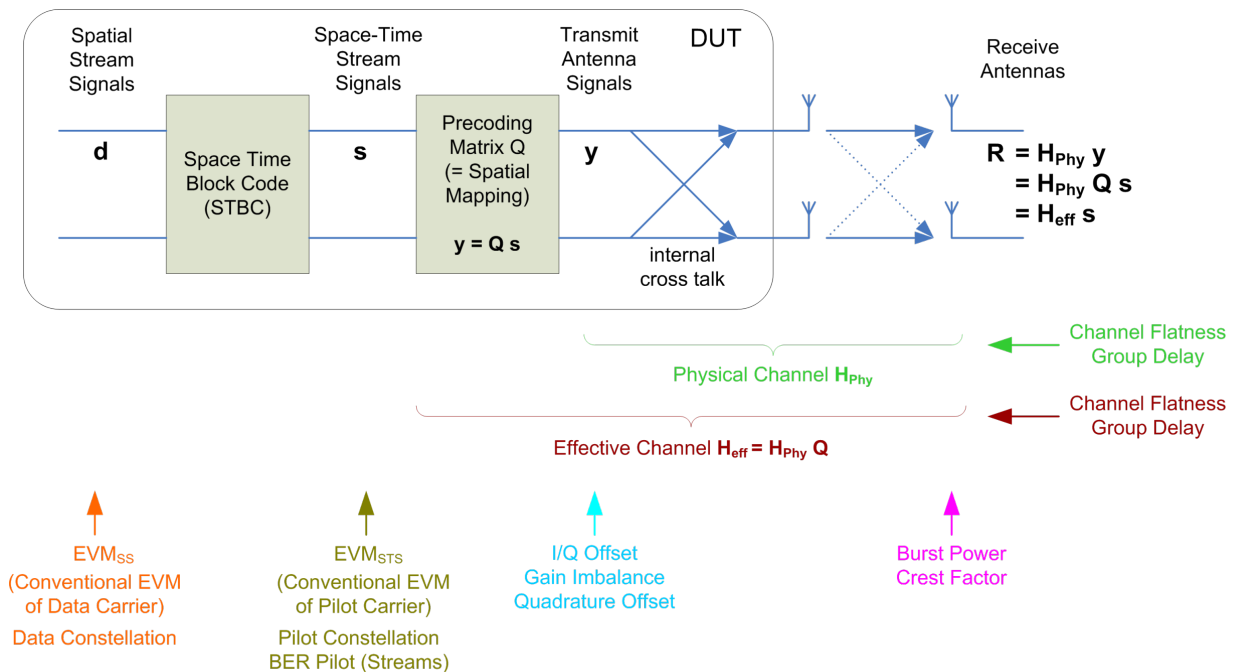 Spatial
Stream
Signals
Space-Time
Stream
Signals
Transmit
Antenna
Signals
DUT
Receive
Antennas
d
Space Time
Block Code
(STBC)
s
Precoding
Matrix Q
(= Spatial
Mapping)
y = Q s
y
internal
cross talk
R = HPhy y
= HPhy Q s
= Heff s
Physical Channel HPhy
Channel Flatness
Group Delay
Effective Channel Heff = HPhy Q
Channel Flatness
Group Delay
EVMSS
(Conventional EVM
of Data Carrier)
Data Constellation
EVMSTS
(Conventional EVM
of Pilot Carrier)
Pilot Constellation
BER Pilot (Streams)
I/Q Offset
Gain Imbalance
Quadrature Offset
Burst Power
Crest Factor